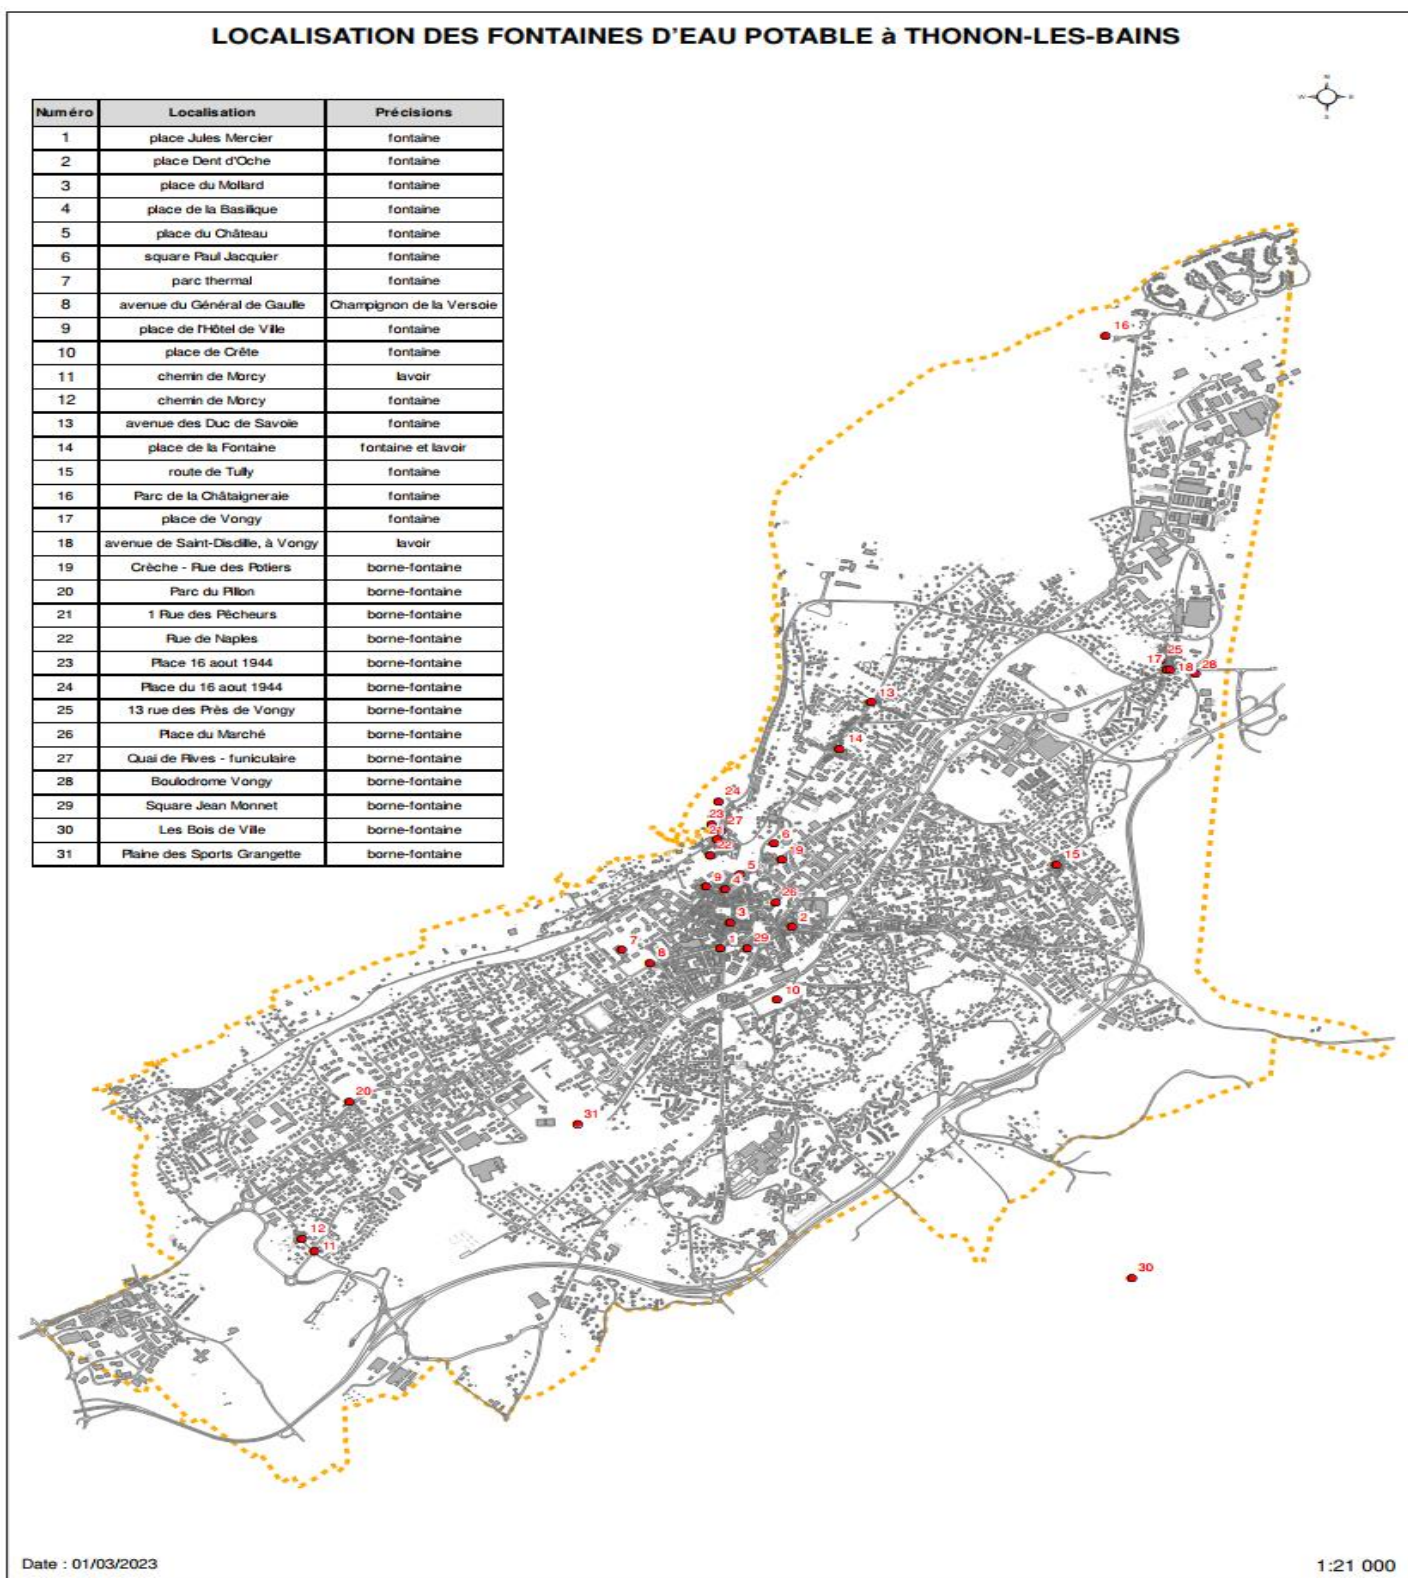 LOCALISATION DES FONTAINES D'EAU POTABLE à THONON-LES-BAINS
N
W E
S
Numéro Localisation Précisions
1 place Jules Mercier fontaine
2 place Dent d'Oche fontaine
3 place du Mollard fontaine
4 place de la Basilique fontaine
5 place du Château fontaine
6 square Paul Jacquier fontaine
7 parc thermal fontaine
8 avenue du Général de Gaulle Champignon de la Versoie
9 place de l'Hôtel de Ville fontaine
10 place de Crête fontaine
11 chemin de Morcy lavoir
12 chemin de Morcy fontaine
13 avenue des Duc de Savoie fontaine
14 place de la Fontaine fontaine et lavoir
15 route de Tully fontaine
16 Parc de la Châtaigneraie fontaine
17 place de Vongy fontaine
18 avenue de Saint-Disdille, à Vongy lavoir
19 Crèche - Rue des Potiers borne-fontaine
20 Parc du Pillon borne-fontaine
21 1 Rue des Pêcheurs borne-fontaine
22 Rue de Naples borne-fontaine
23 Place 16 aout 1944 borne-fontaine
24 Place du 16 aout 1944 borne-fontaine
25 13 rue des Près de Vongy borne-fontaine
26 Place du Marché borne-fontaine
27 Quai de Rives - funiculaire borne-fontaine
28 Boulodrome Vongy borne-fontaine
29 Square Jean Monnet borne-fontaine
30 Les Bois de Ville borne-fontaine
31 Plaine des Sports Grangette borne-fontaine
16
25
17 18 28
13
14
24
23
27
21
22
6
19
15
5
9 4
26
3
2
1 29
7
8
10
20
31
12
11
30
Date : 01/03/2023
1:21 000